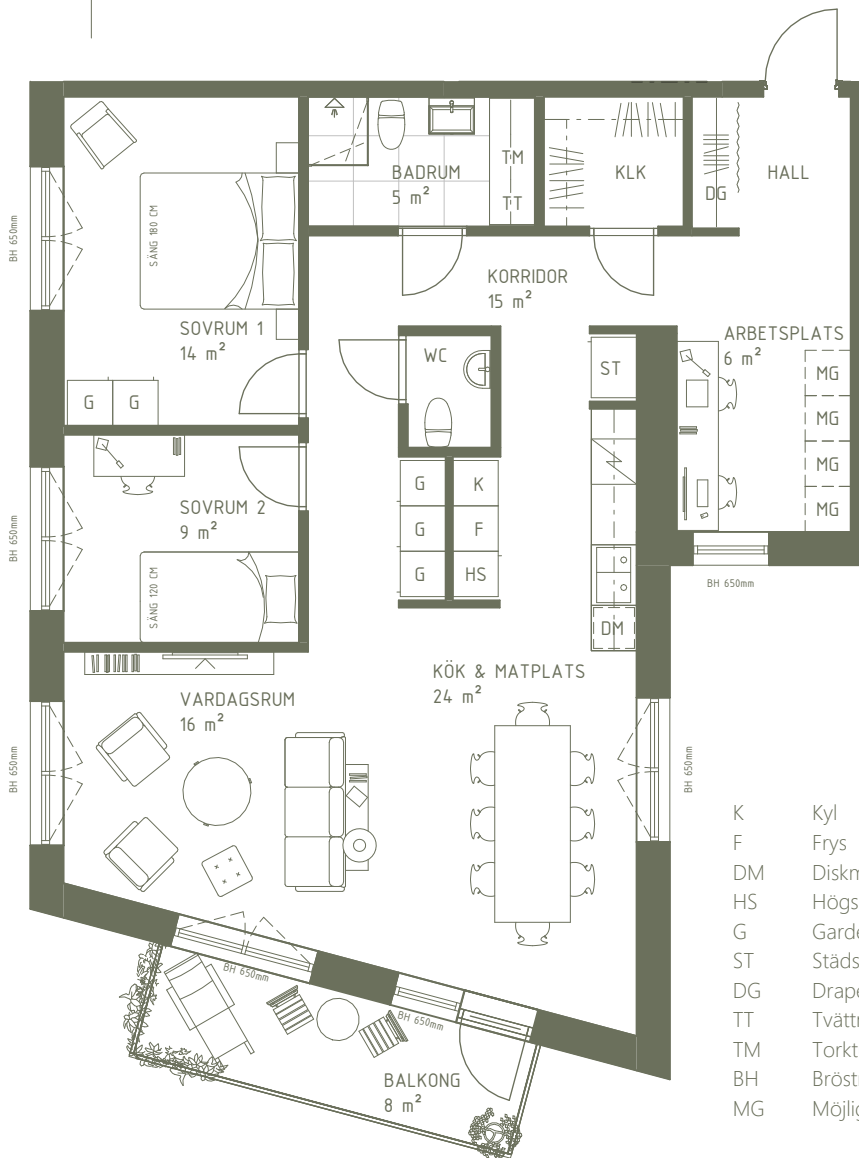 BADRUM
5 m²
TM
TT
KLK
DG
HALL
BH 650mm
SÄNG 180 CM
SOVRUM 1
14 m²
G
G
KORRIDOR
15 m²
WC
ST
ARBETSPLATS
6 m²
MG
MG
MG
MG
BH 650mm
BH 650mm
SOVRUM 2
9 m²
SÄNG 120 CM
G
K
G
F
G
HS
DM
VARDAGSRUM
16 m²
KÖK & MATPLATS
24 m²
BH 650mm
BH 650mm
BH 650mm
BH 650mm
BALKONG
8 m²
K Kyl
F Frys
DM
HS
G
ST
DG
TT
TM
BH
MG